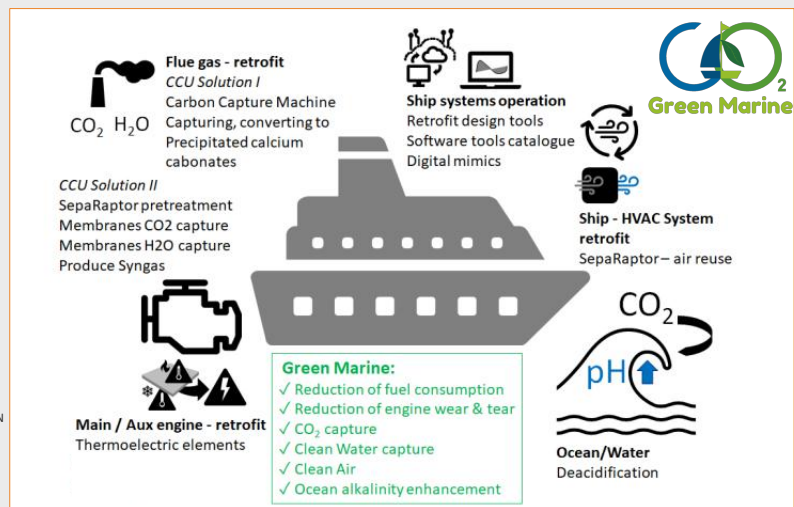 Flue gas - retrofit
CCU Solution I
Carbon Capture Machine
Capturing, converting to
Precipitated calcium
cabonates
CO₂ H₂O
CCU Solution II
SepaRaptor pretreatment
Membranes CO2 capture
Membranes H2O capture
Produce Syngas
Main / Aux engine - retrofit
Thermoelectric elements
Ship systems operation
Retrofit design tools
Software tools catalogue
Digital mimics
CO₂
Green Marine
Ship - HVAC System
retrofit
SepaRaptor – air reuse
Green Marine:
✓ Reduction of fuel consumption
✓ Reduction of engine wear & tear
✓ CO₂ capture
✓ Clean Water capture
✓ Clean Air
✓ Ocean alkalinity enhancement
CO₂
pH
Ocean/Water
Deacidification
N